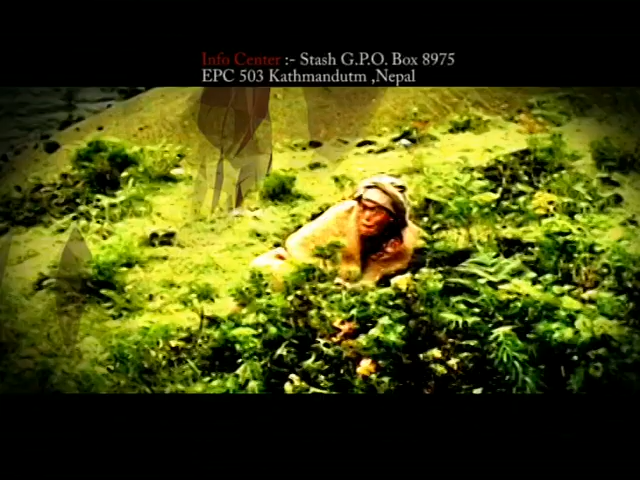 Info Center :- Stash G.P.O. Box 8975
EPC 503 Kathmandutm ,Nepal